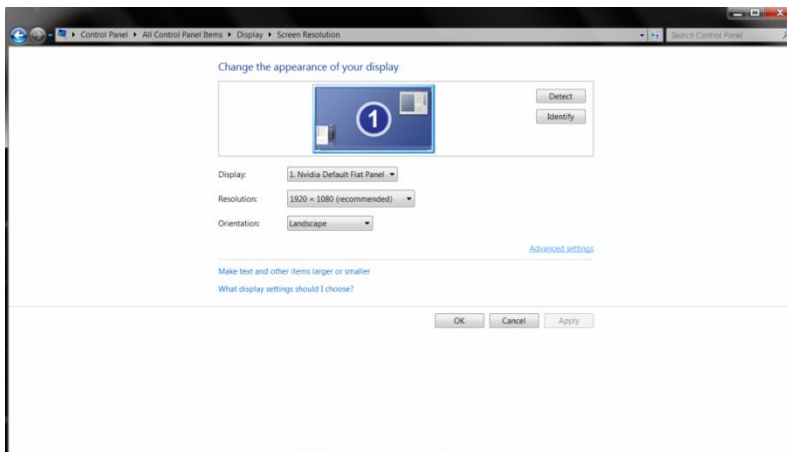 Control Panel ▸ All Control Panel Items ▸ Display ▸ Screen Resolution
Search Control Panel
Change the appearance of your display
1
Detect
Identify
Display: 1. Nvidia Default Flat Panel
Resolution: 1920 × 1080 (recommended)
Orientation: Landscape
Advanced settings
Make text and other items larger or smaller
What display settings should I choose?
OK Cancel Apply